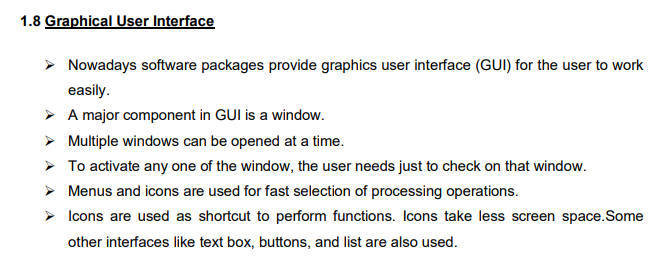 1.8 Graphical User Interface
➢ Nowadays software packages provide graphics user interface (GUI) for the user to work
easily.
➢ A major component in GUI is a window.
➢ Multiple windows can be opened at a time.
➢ To activate any one of the window, the user needs just to check on that window.
➢ Menus and icons are used for fast selection of processing operations.
➢ Icons are used as shortcut to perform functions. Icons take less screen space.Some
other interfaces like text box, buttons, and list are also used.